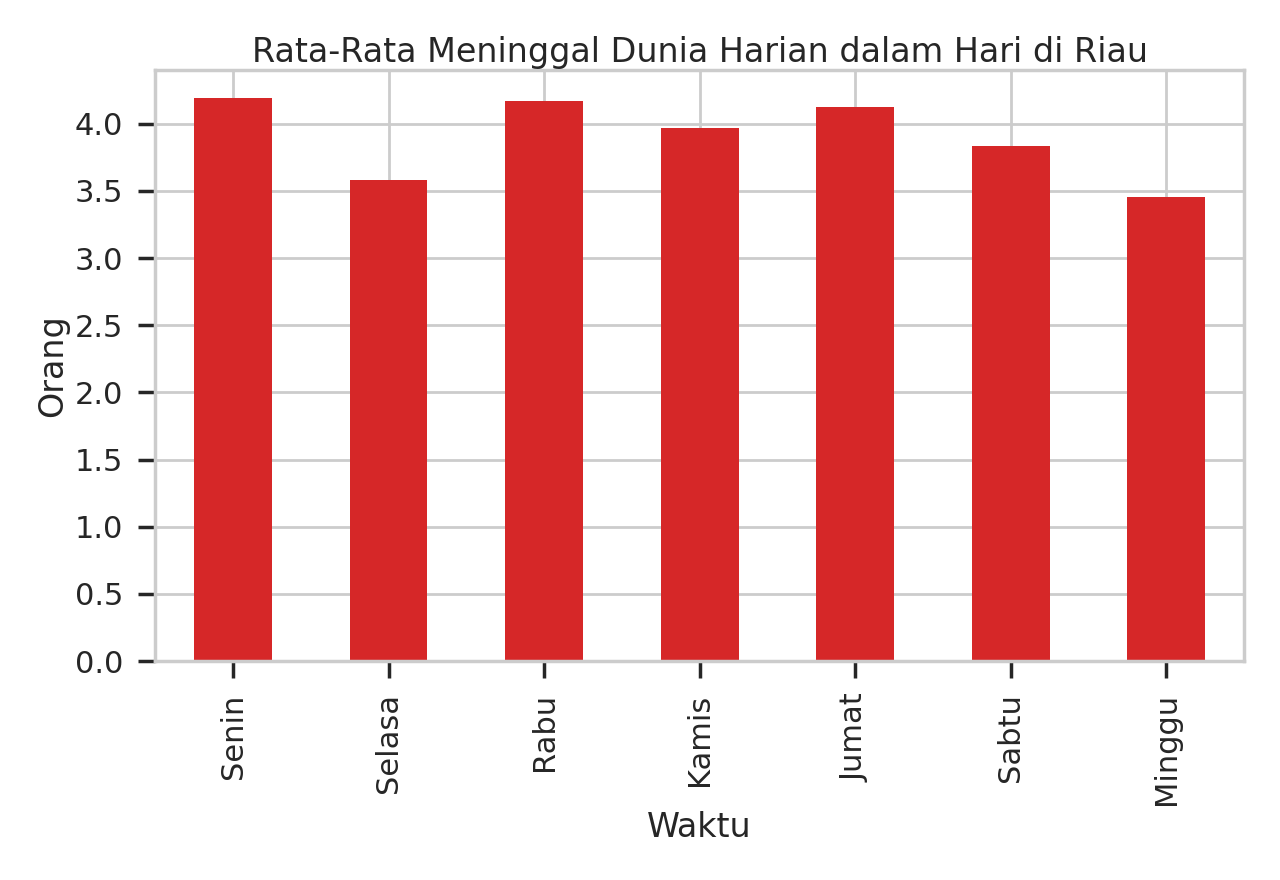 Rata-Rata Meninggal Dunia Harian dalam Hari di Riau
Orang
4.0
3.5
3.0
2.5
2.0
1.5
1.0
0.5
0.0
Senin
Selasa
Rabu
Kamis
Jumat
Sabtu
Minggu
Waktu